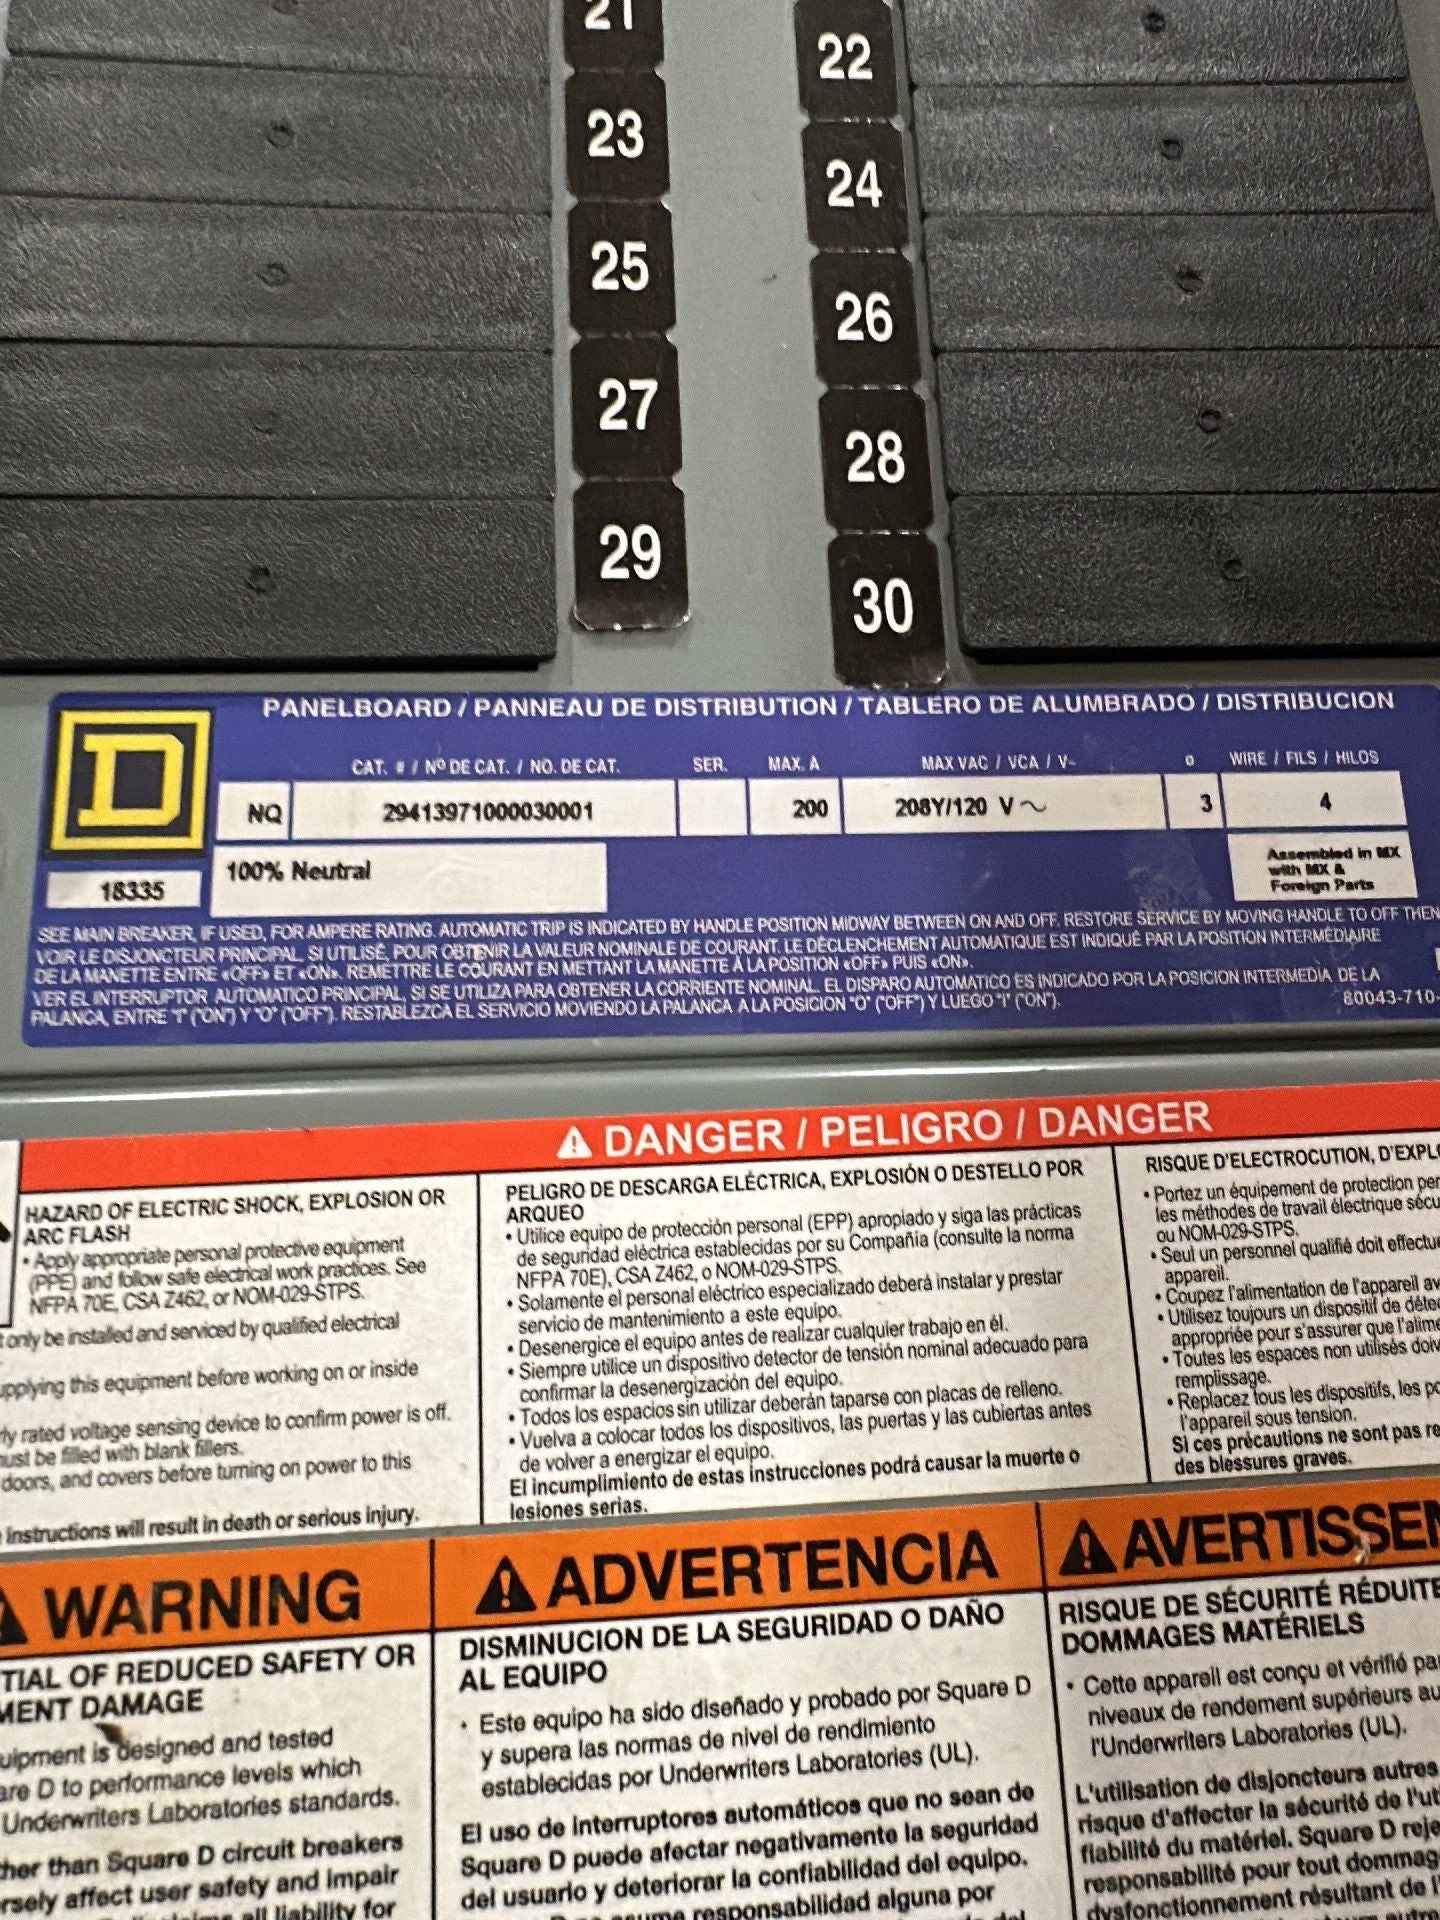 21
22
23
24
25
26
27
28
29
30
PANELBOARD / PANNEAU DE DISTRIBUTION / TABLERO DE ALUMBRADO / DISTRIBUCION
CAT. # / Nº DE CAT. / NO. DE CAT. SER. MAX. A MAX VAC / VCA / V~ ø WIRE / FILS / HILOS
D
NQ 29413971000030001 200 208Y/120 V ~ 3 4
18335
100% Neutral
Assembled in MX
with MX &
Foreign Parts
SEE MAIN BREAKER, IF USED, FOR AMPERE RATING. AUTOMATIC TRIP IS INDICATED BY HANDLE POSITION MIDWAY BETWEEN ON AND OFF. RESTORE SERVICE BY MOVING HANDLE TO OFF THEN
VOIR LE DISJONCTEUR PRINCIPAL, SI UTILISÉ, POUR OBTENIR LA VALEUR NOMINALE DE COURANT. LE DÉCLENCHEMENT AUTOMATIQUE EST INDIQUÉ PAR LA POSITION INTERMÉDIAIRE
DE LA MANETTE ENTRE «OFF» ET «ON». REMETTRE LE COURANT EN METTANT LA MANETTE À LA POSITION «OFF» PUIS «ON».
VER EL INTERRUPTOR AUTOMATICO PRINCIPAL, SI SE UTILIZA PARA OBTENER LA CORRIENTE NOMINAL. EL DISPARO AUTOMATICO ES INDICADO POR LA POSICION INTERMEDIA DE LA
PALANCA, ENTRE "I" ("ON") Y "O" ("OFF"). RESTABLEZCA EL SERVICIO MOVIENDO LA PALANCA A LA POSICION "O" ("OFF") Y LUEGO "I" ("ON").
80043-710-
DANGER / PELIGRO / DANGER
HAZARD OF ELECTRIC SHOCK, EXPLOSION OR
ARC FLASH
• Apply appropriate personal protective equipment
(PPE) and follow safe electrical work practices. See
NFPA 70E, CSA Z462, or NOM-029-STPS.
only be installed and serviced by qualified electrical
pplying this equipment before working on or inside
rly rated voltage sensing device to confirm power is off.
ust be filled with blank fillers.
doors, and covers before turning on power to this
instructions will result in death or serious injury.
PELIGRO DE DESCARGA ELÉCTRICA, EXPLOSIÓN O DESTELLO POR
ARQUEO
• Utilice equipo de protección personal (EPP) apropiado y siga las prácticas
de seguridad eléctrica establecidas por su Compañía (consulte la norma
NFPA 70E), CSA Z462, o NOM-029-STPS.
• Solamente el personal eléctrico especializado deberá instalar y prestar
servicio de mantenimiento a este equipo.
• Desenergice el equipo antes de realizar cualquier trabajo en él.
• Siempre utilice un dispositivo detector de tensión nominal adecuado para
confirmar la desenergización del equipo.
• Todos los espacios sin utilizar deberán taparse con placas de relleno.
• Vuelva a colocar todos los dispositivos, las puertas y las cubiertas antes
de volver a energizar el equipo.
El incumplimiento de estas instrucciones podrá causar la muerte o
lesiones serias.
RISQUE D'ELECTROCUTION, D'EXPLO
• Portez un équipement de protection per
les méthodes de travail électrique sécu
ou NOM-029-STPS.
• Seul un personnel qualifié doit effectue
appareil.
• Coupez l'alimentation de l'appareil av
• Utilisez toujours un dispositif de déte
appropriée pour s'assurer que l'alime
• Toutes les espaces non utilisés doiv
remplissage.
• Replacez tous les dispositifs, les po
l'appareil sous tension.
Si ces précautions ne sont pas re
des blessures graves.
WARNING
TIAL OF REDUCED SAFETY OR
MENT DAMAGE
uipment is designed and tested
are D to performance levels which
Underwriters Laboratories standards.
her than Square D circuit breakers
rsely affect user safety and impair
all liability for
ADVERTENCIA
DISMINUCION DE LA SEGURIDAD O DAÑO
AL EQUIPO
• Este equipo ha sido diseñado y probado por Square D
y supera las normas de nivel de rendimiento
establecidas por Underwriters Laboratories (UL).
El uso de interruptores automáticos que no sean de
Square D puede afectar negativamente la seguridad
del usuario y deteriorar la confiabilidad del equipo.
responsabilidad alguna por
AVERTISSEM
RISQUE DE SÉCURITÉ RÉDUITE
DOMMAGES MATÉRIELS
• Cette appareil est conçu et vérifié pa
niveaux de rendement supérieurs au
l'Underwriters Laboratories (UL).
L'utilisation de disjoncteurs autres
risque d'affecter la sécurité de l'ut
fiabilité du matériel. Square D reje
responsabilité pour tout dommag
dysfonctionnement résultant de l'